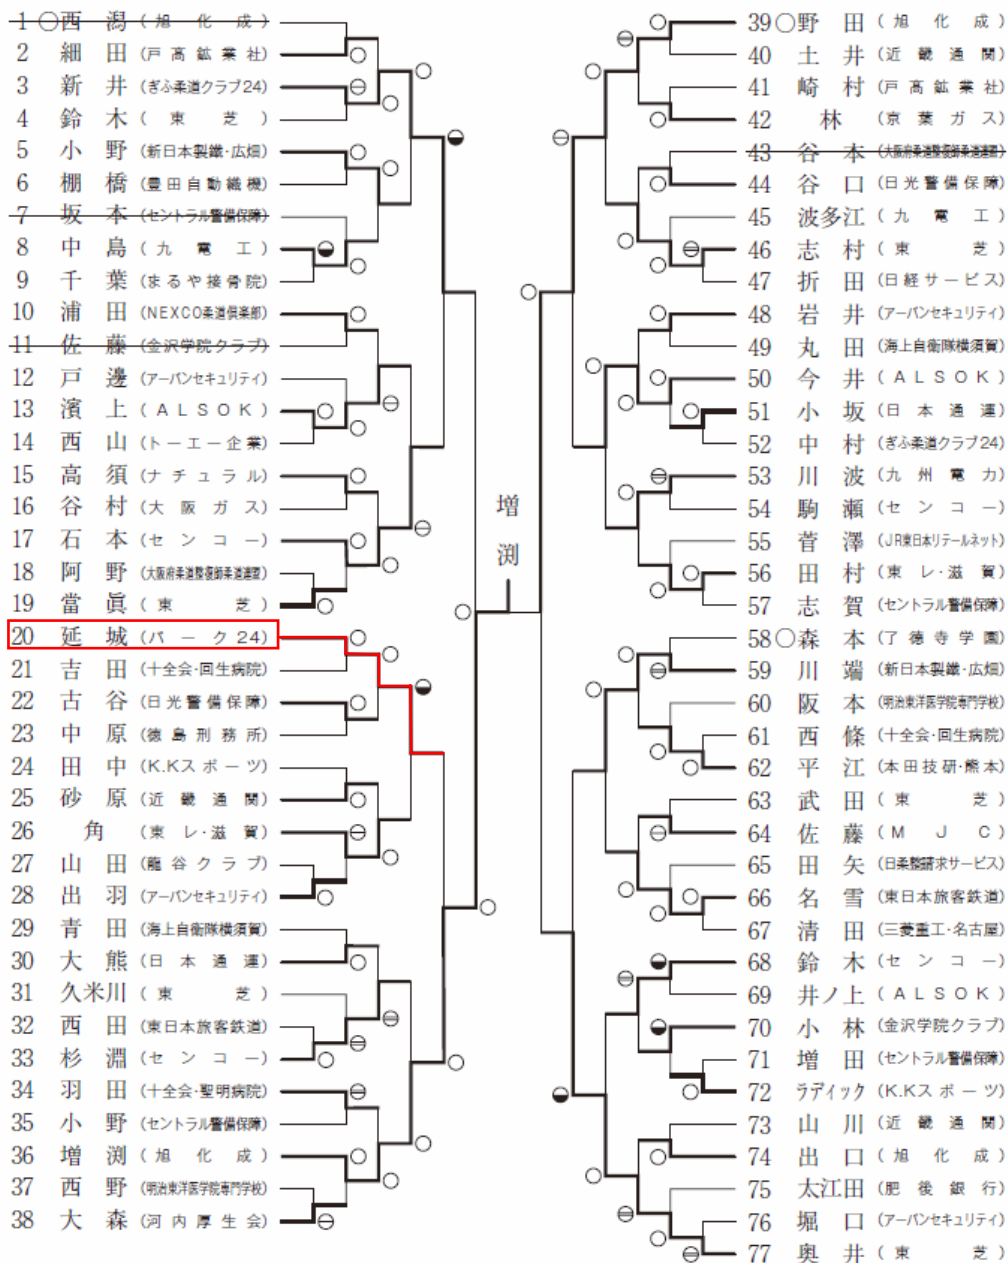 1 ○西潟 (旭化成)
2 細田 (戸髙鉱業社)
3 新井 (ぎふ柔道クラブ24)
4 鈴木 (東芝)
5 小野 (新日本製鐵・広畑)
6 棚橋 (豊田自動織機)
7 坂本 (セントラル警備保障)
8 中島 (九電工)
9 千葉 (まるや接骨院)
10 浦田 (NEXCO柔道倶楽部)
11 佐藤 (金沢学院クラブ)
12 戸邊 (アーバンセキュリティ)
13 濱上 (ALSOK)
14 西山 (トーエー企業)
15 高須 (ナチュラル)
16 谷村 (大阪ガス)
17 石本 (センコー)
18 阿野 (大阪府柔道整復師柔道連盟)
19 當眞 (東芝)
20 延城 (パーク24)
21 吉田 (十全会・回生病院)
22 古谷 (日光警備保障)
23 中原 (徳島刑務所)
24 田中 (K.Kスポーツ)
25 砂原 (近畿通関)
26 角 (東レ・滋賀)
27 山田 (龍谷クラブ)
28 出羽 (アーバンセキュリティ)
29 青田 (海上自衛隊横須賀)
30 大熊 (日本通運)
31 久米川 (東芝)
32 西田 (東日本旅客鉄道)
33 杉淵 (センコー)
34 羽田 (十全会・聖明病院)
35 小野 (セントラル警備保障)
36 増渕 (旭化成)
37 西野 (明治東洋医学院専門学校)
38 大森 (河内厚生会)
増渕
39 ○野田 (旭化成)
40 土井 (近畿通関)
41 崎村 (戸髙鉱業社)
42 林 (京葉ガス)
43 谷本 (大阪府柔道整復師柔道連盟)
44 谷口 (日光警備保障)
45 波多江 (九電工)
46 志村 (東芝)
47 折田 (日経サービス)
48 岩井 (アーバンセキュリティ)
49 丸田 (海上自衛隊横須賀)
50 今井 (ALSOK)
51 小坂 (日本通運)
52 中村 (ぎふ柔道クラブ24)
53 川波 (九州電力)
54 駒瀬 (センコー)
55 菅澤 (JR東日本リテールネット)
56 田村 (東レ・滋賀)
57 志賀 (セントラル警備保障)
58 ○森本 (了徳寺学園)
59 川端 (新日本製鐵・広畑)
60 阪本 (明治東洋医学院専門学校)
61 西條 (十全会・回生病院)
62 平江 (本田技研・熊本)
63 武田 (東芝)
64 佐藤 (MJC)
65 田矢 (日柔整請求サービス)
66 名雪 (東日本旅客鉄道)
67 清田 (三菱重工・名古屋)
68 鈴木 (センコー)
69 井ノ上 (ALSOK)
70 小林 (金沢学院クラブ)
71 増田 (セントラル警備保障)
72 ラディック (K.Kスポーツ)
73 山川 (近畿通関)
74 出口 (旭化成)
75 太江田 (肥後銀行)
76 堀口 (アーバンセキュリティ)
77 奥井 (東芝)